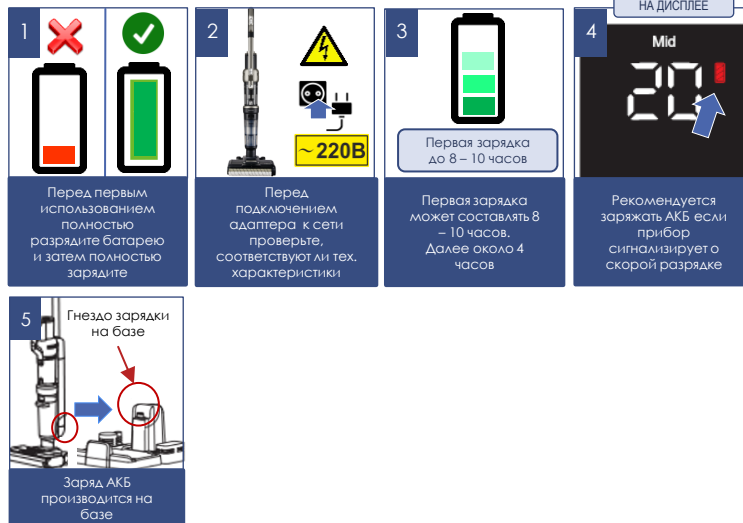 НА ДИСПЛЕЕ
1
2
3
4
Mid
20
~220В
Первая зарядка
до 8 – 10 часов
Перед первым
использованием
полностью
разрядите батарею
и затем полностью
зарядите
Перед
подключением
адаптера к сети
проверьте,
соответствуют ли тех.
характеристики
Первая зарядка
может составлять 8
– 10 часов.
Далее около 4
часов
Рекомендуется
заряжать АКБ если
прибор
сигнализирует о
скорой разрядке
5
Гнездо зарядки
на базе
Заряд АКБ
производится на
базе